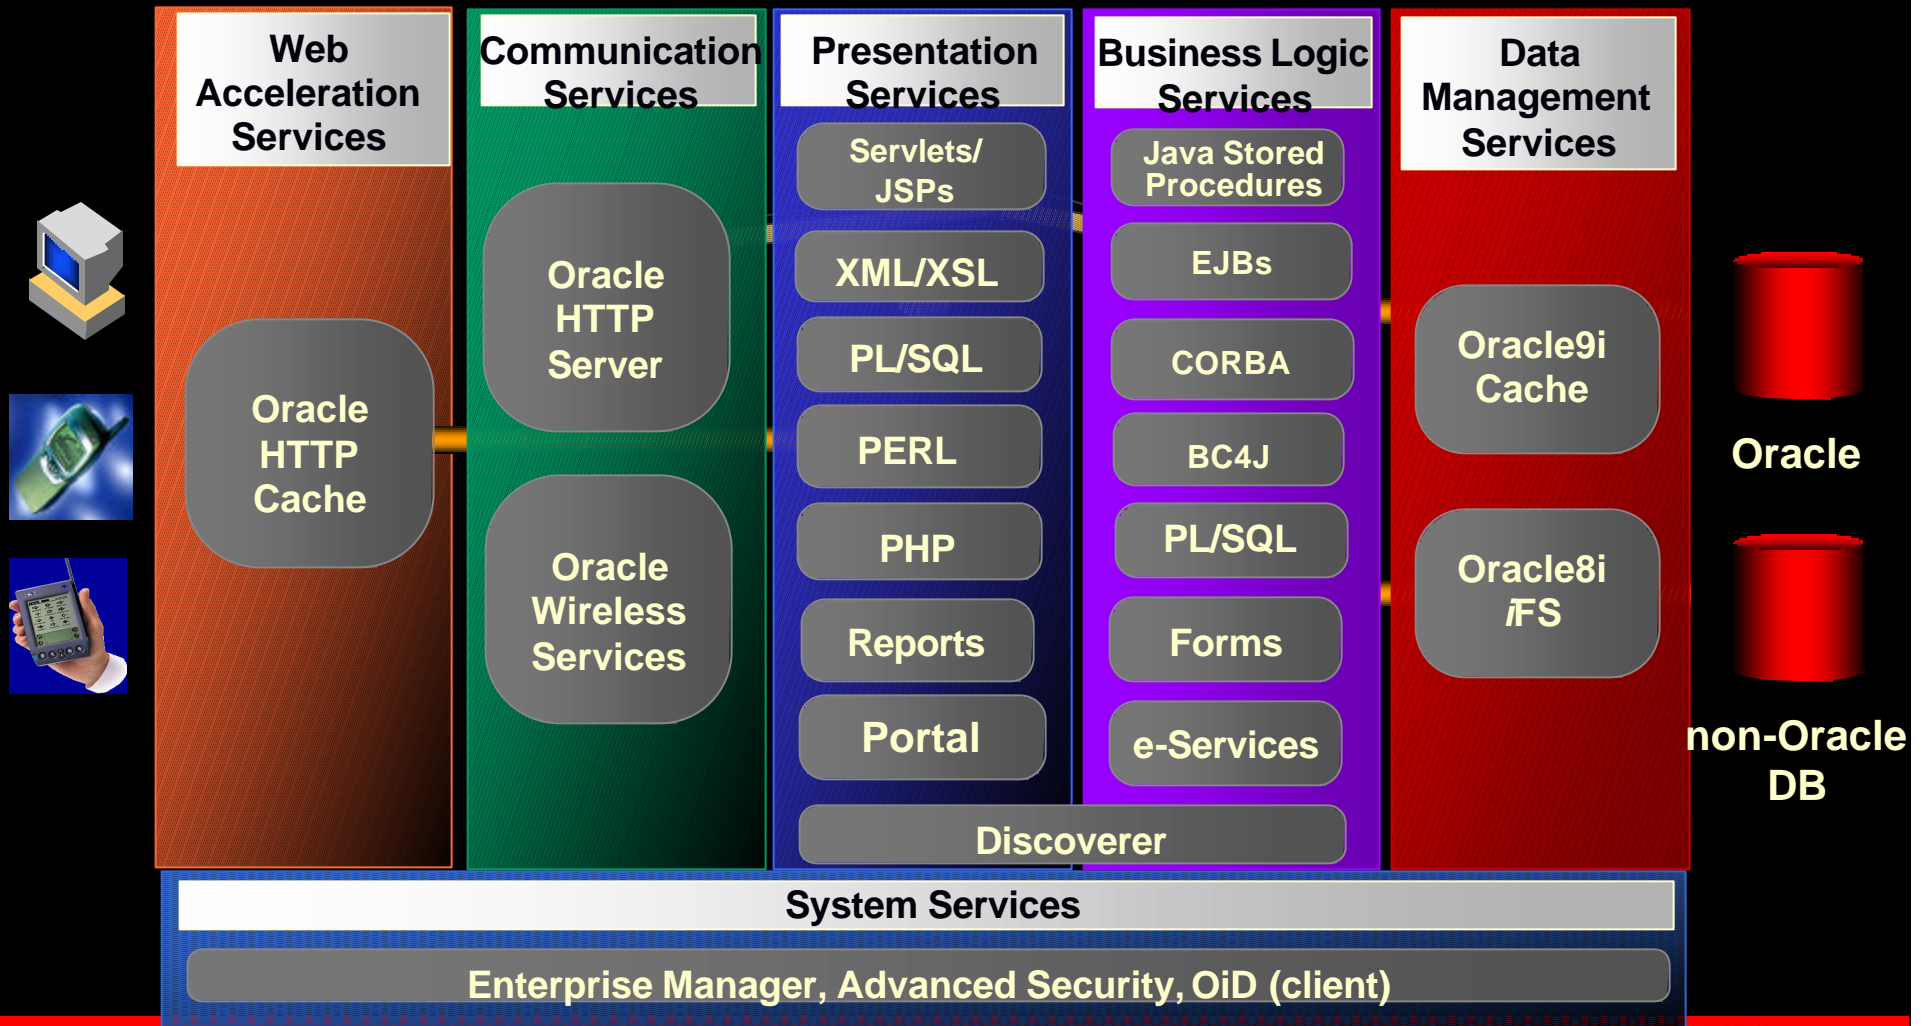 Web
Acceleration
Services
Oracle
HTTP
Cache
Communication
Services
Oracle
HTTP
Server
Oracle
Wireless
Services
Presentation
Services
Servlets/
JSPs
XML/XSL
PL/SQL
PERL
PHP
Reports
Portal
Business Logic
Services
Java Stored
Procedures
EJBs
CORBA
BC4J
PL/SQL
Forms
e-Services
Discoverer
Data
Management
Services
Oracle9i
Cache
Oracle8i
iFS
Oracle
non-Oracle
DB
System Services
Enterprise Manager, Advanced Security, OiD (client)